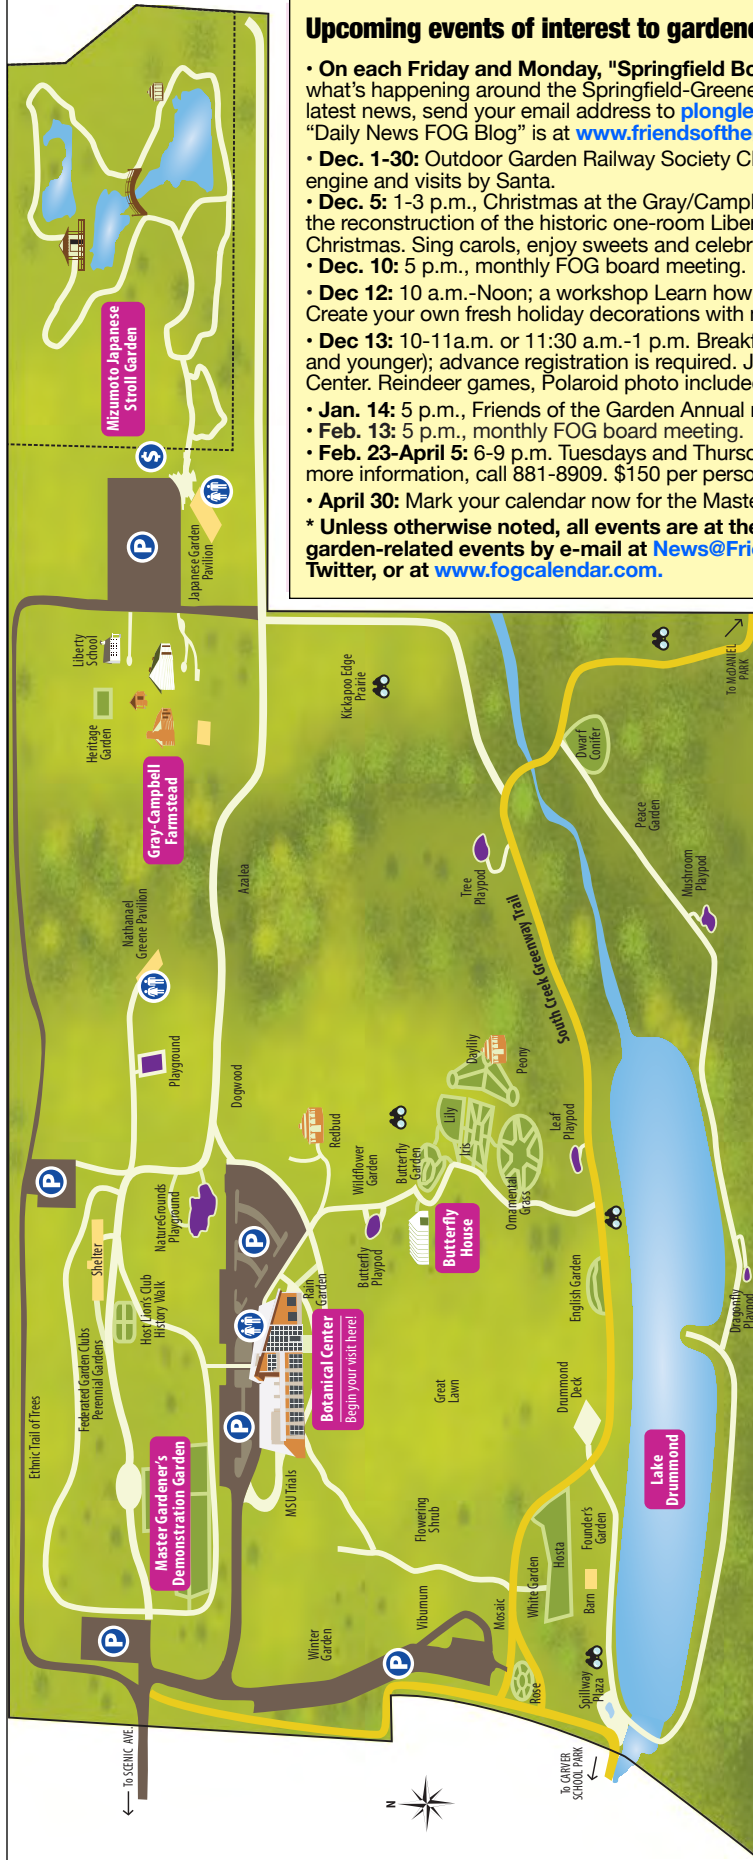 Upcoming events of interest to gardene
• On each Friday and Monday, "Springfield Bo
what's happening around the Springfield-Greene
latest news, send your email address to plongle
“Daily News FOG Blog” is at www.friendsofthe
• Dec. 1-30: Outdoor Garden Railway Society Ch
engine and visits by Santa.
• Dec. 5: 1-3 p.m., Christmas at the Gray/Campb
the reconstruction of the historic one-room Liber
Christmas. Sing carols, enjoy sweets and celebr
• Dec. 10: 5 p.m., monthly FOG board meeting.
• Dec 12: 10 a.m.-Noon; a workshop Learn how
Create your own fresh holiday decorations with n
• Dec 13: 10-11a.m. or 11:30 a.m.-1 p.m. Breakf
and younger); advance registration is required. J
Center. Reindeer games, Polaroid photo include
• Jan. 14: 5 p.m., Friends of the Garden Annual
• Feb. 13: 5 p.m., monthly FOG board meeting.
• Feb. 23-April 5: 6-9 p.m. Tuesdays and Thursd
more information, call 881-8909. $150 per perso
• April 30: Mark your calendar now for the Maste
* Unless otherwise noted, all events are at the
garden-related events by e-mail at News@Frie
Twitter, or at www.fogcalendar.com.
Mizumoto Japanese
Stroll Garden
$
P
Japanese Garden
Pavilion
Liberty
School
Heritage
Garden
Gray-Campbell
Farmstead
Kickapoo Edge
Prairie
To McDANIEL
PARK
Dwarf
Conifer
Peace
Garden
Mushroom
Playpod
Tree
Playpod
South Creek Greenway Trail
Azalea
Nathanael
Greene Pavilion
Playground
Dogwood
Redbud
Daylily
Peony
Lily
Iris
Leaf
Playpod
Ornamental
Grass
Butterfly
Garden
Wildflower
Garden
Butterfly
House
Butterfly
Playpod
P
NatureGrounds
Playground
Shelter
Host Lion's Club
History Walk
Federated Garden Clubs
Perennial Gardens
Ethnic Trail of Trees
P
Rain
Garden
Botanical Center
Begin your visit here!
P
MSU Trials
Master Gardener's
Demonstration Garden
P
Great
Lawn
English Garden
Drummond
Deck
Dragonfly
Playpod
Lake
Drummond
Flowering
Shrub
Founder's
Garden
Hosta
White Garden
Barn
Mosaic
Viburnum
Winter
Garden
P
Rose
Spillway
Plaza
To CARVER
SCHOOL PARK
To SCENIC AVE.
N